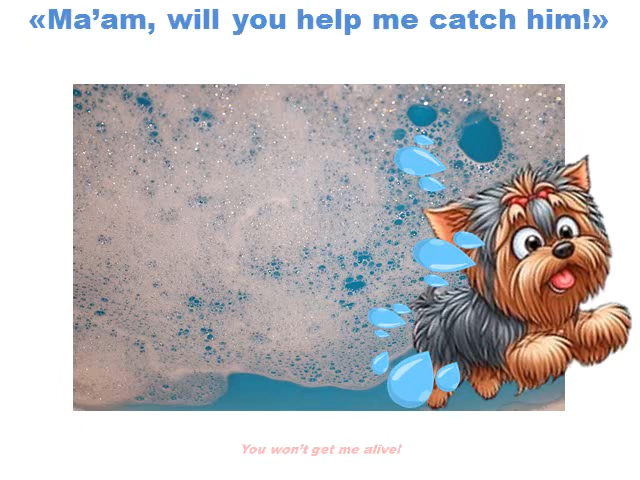 «Ma’am, will you help me catch him!»
You won’t get me alive!